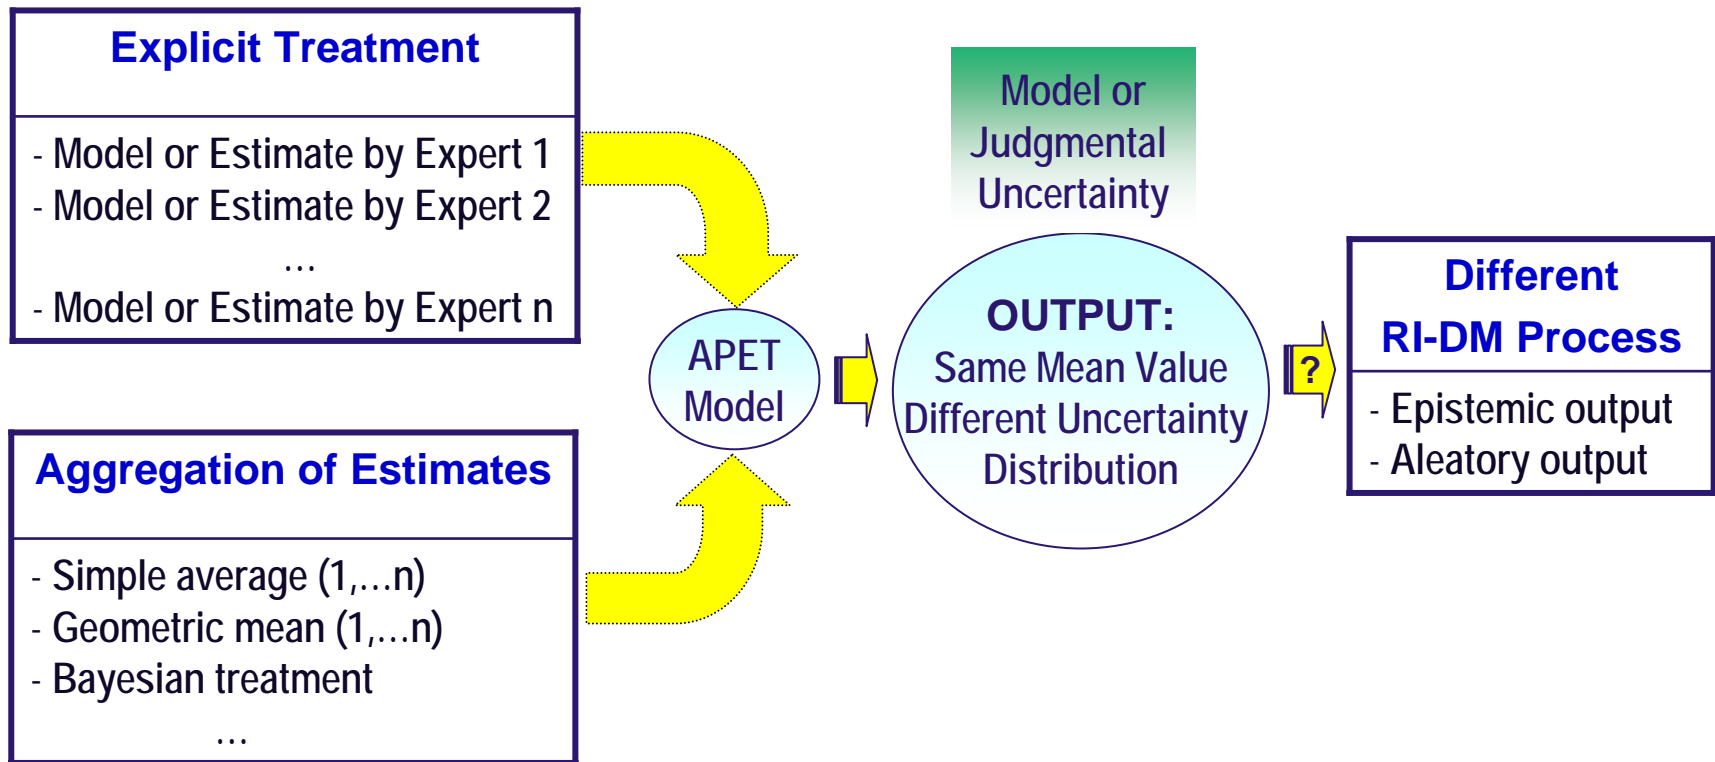 Explicit Treatment
- Model or Estimate by Expert 1
- Model or Estimate by Expert 2
…
- Model or Estimate by Expert n
Aggregation of Estimates
- Simple average (1,…n)
- Geometric mean (1,…n)
- Bayesian treatment
…
APET
Model
Model or
Judgmental
Uncertainty
OUTPUT:
Same Mean Value
Different Uncertainty
Distribution
?
Different
RI-DM Process
- Epistemic output
- Aleatory output